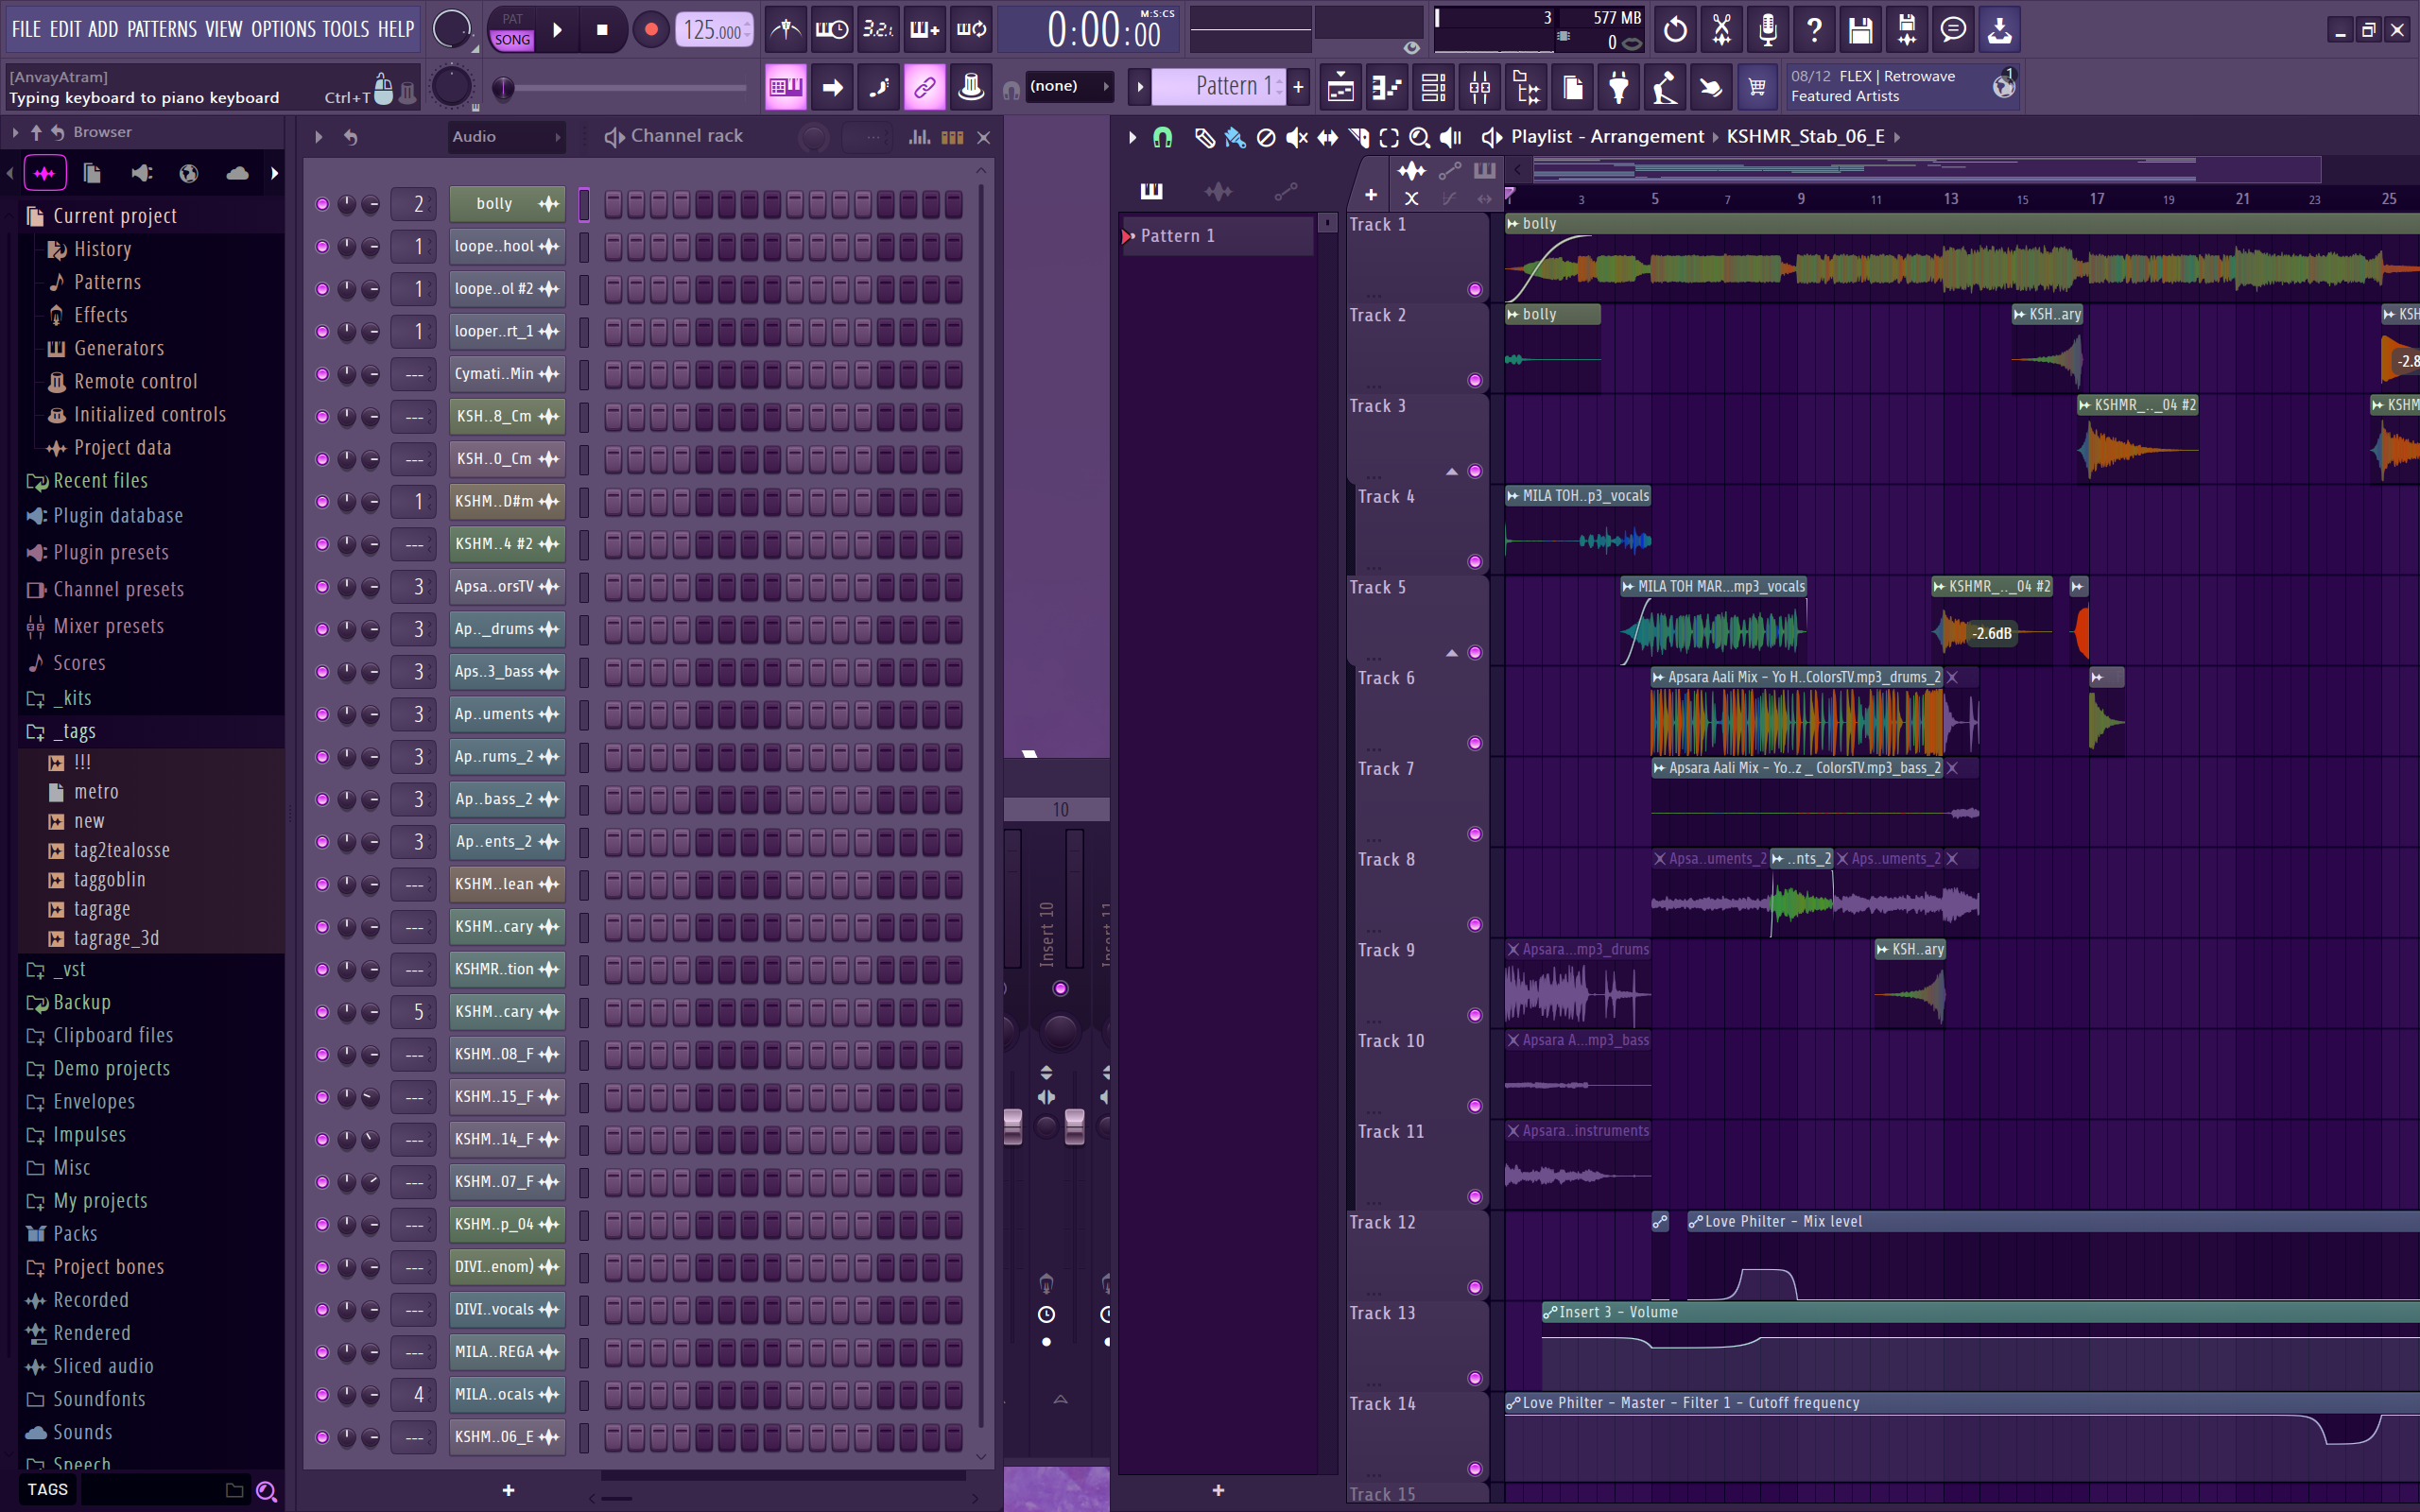 FILE EDIT ADD PATTERNS VIEW OPTIONS TOOLS HELP
PAT
SONG
125.000
3.2.
M:S:CS
0:00:00
3
577 MB
0
[AnvayAtram]
Typing keyboard to piano keyboard
Ctrl+T
(none)
Pattern 1
08/12 FLEX | Retrowave
Featured Artists
1
Browser
Current project
History
Patterns
Effects
Generators
Remote control
Initialized controls
Project data
Recent files
Plugin database
Plugin presets
Channel presets
Mixer presets
Scores
_kits
_tags
!!!
metro
new
tag2tealosse
taggoblin
tagrage
tagrage_3d
_vst
Backup
Clipboard files
Demo projects
Envelopes
Impulses
Misc
My projects
Packs
Project bones
Recorded
Rendered
Sliced audio
Soundfonts
Sounds
Speech
TAGS
Audio
Channel rack
2 bolly
1 loope..hool
1 loope..ol #2
1 looper..rt_1
--- Cymati..Min
--- KSH..8_Cm
--- KSH..0_Cm
1 KSHM..D#m
--- KSHM..4 #2
3 Apsa..orsTV
3 Ap.._drums
3 Aps..3_bass
3 Ap..uments
3 Ap..rums_2
3 Ap..bass_2
3 Ap..ents_2
--- KSHM..lean
--- KSHM..cary
--- KSHMR..tion
5 KSHM..cary
--- KSHM..08_F
--- KSHM..15_F
--- KSHM..14_F
--- KSHM..07_F
--- KSHM..p_04
--- DIVI..enom)
--- DIVI..vocals
--- MILA..REGA
4 MILA..ocals
--- KSHM..06_E
10
Insert 10
Insert 11
Playlist - Arrangement
KSHMR_Stab_06_E
Pattern 1
1 3 5 7 9 11 13 15 17 19 21 23 25
Track 1
bolly
Track 2
bolly
KSH..ary
KSH
-2.8
Track 3
KSHMR_.._04 #2
KSHM
Track 4
MILA TOH..p3_vocals
Track 5
MILA TOH MAR...mp3_vocals
KSHMR_.._04 #2
-2.6dB
Track 6
Apsara Aali Mix - Yo H..ColorsTV.mp3_drums_2
Track 7
Apsara Aali Mix - Yo..z _ ColorsTV.mp3_bass_2
Track 8
Apsa..uments_2
..nts_2
Aps..uments_2
Track 9
Apsara...mp3_drums
KSH..ary
Track 10
Apsara A...mp3_bass
Track 11
Apsara..instruments
Track 12
Love Philter - Mix level
Track 13
Insert 3 - Volume
Track 14
Love Philter - Master - Filter 1 - Cutoff frequency
Track 15